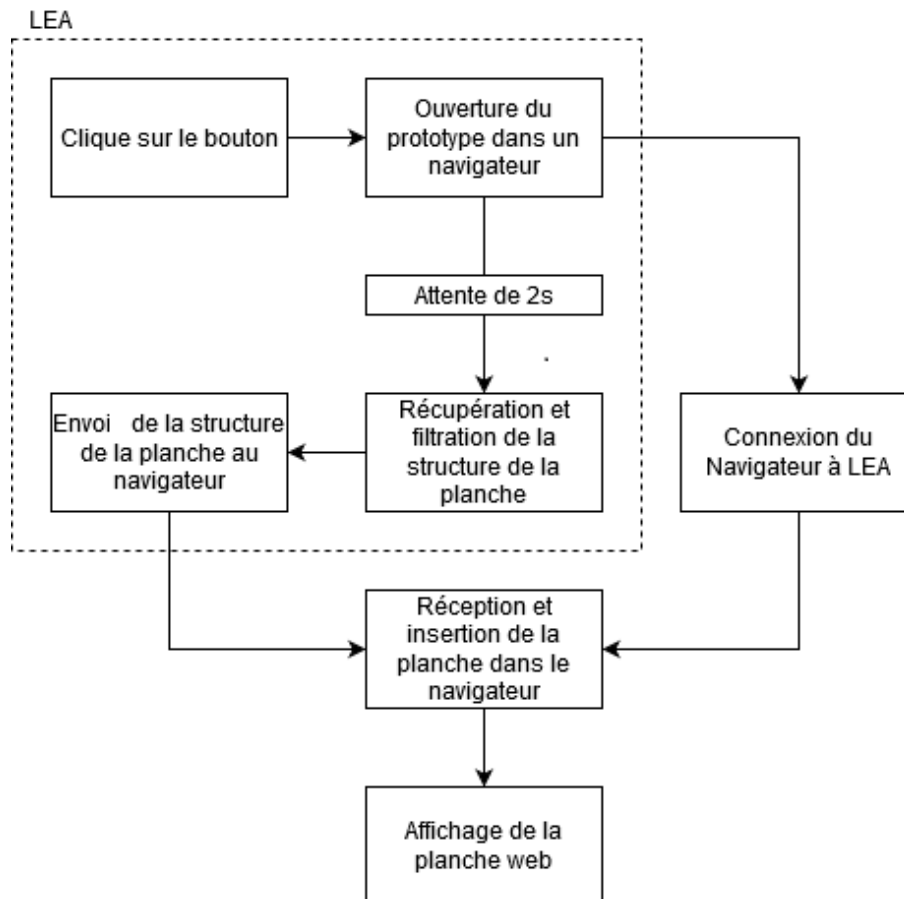 LEA
Clique sur le bouton
Ouverture du
prototype dans un
navigateur
Attente de 2s
Envoi de la structure
de la planche au
navigateur
Récupération et
filtration de la
structure de la
planche
Connexion du
Navigateur à LEA
Réception et
insertion de la
planche dans le
navigateur
Affichage de la
planche web